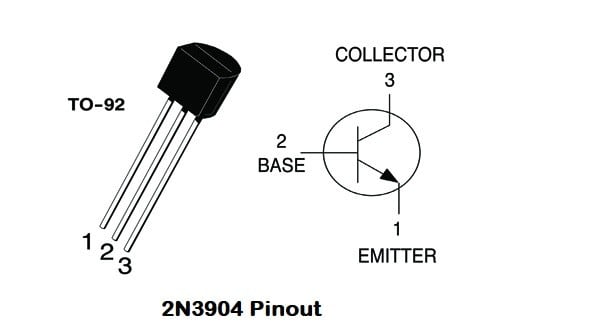 COLLECTOR
3
TO-92
2
BASE
1
2
3
1
EMITTER
2N3904 Pinout